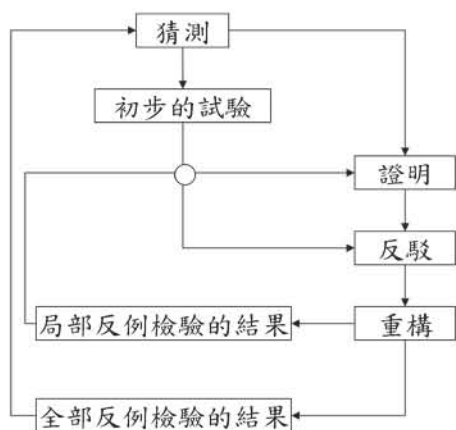 猜測
初步的試驗
證明
反駁
局部反例檢驗的結果
重構
全部反例檢驗的結果